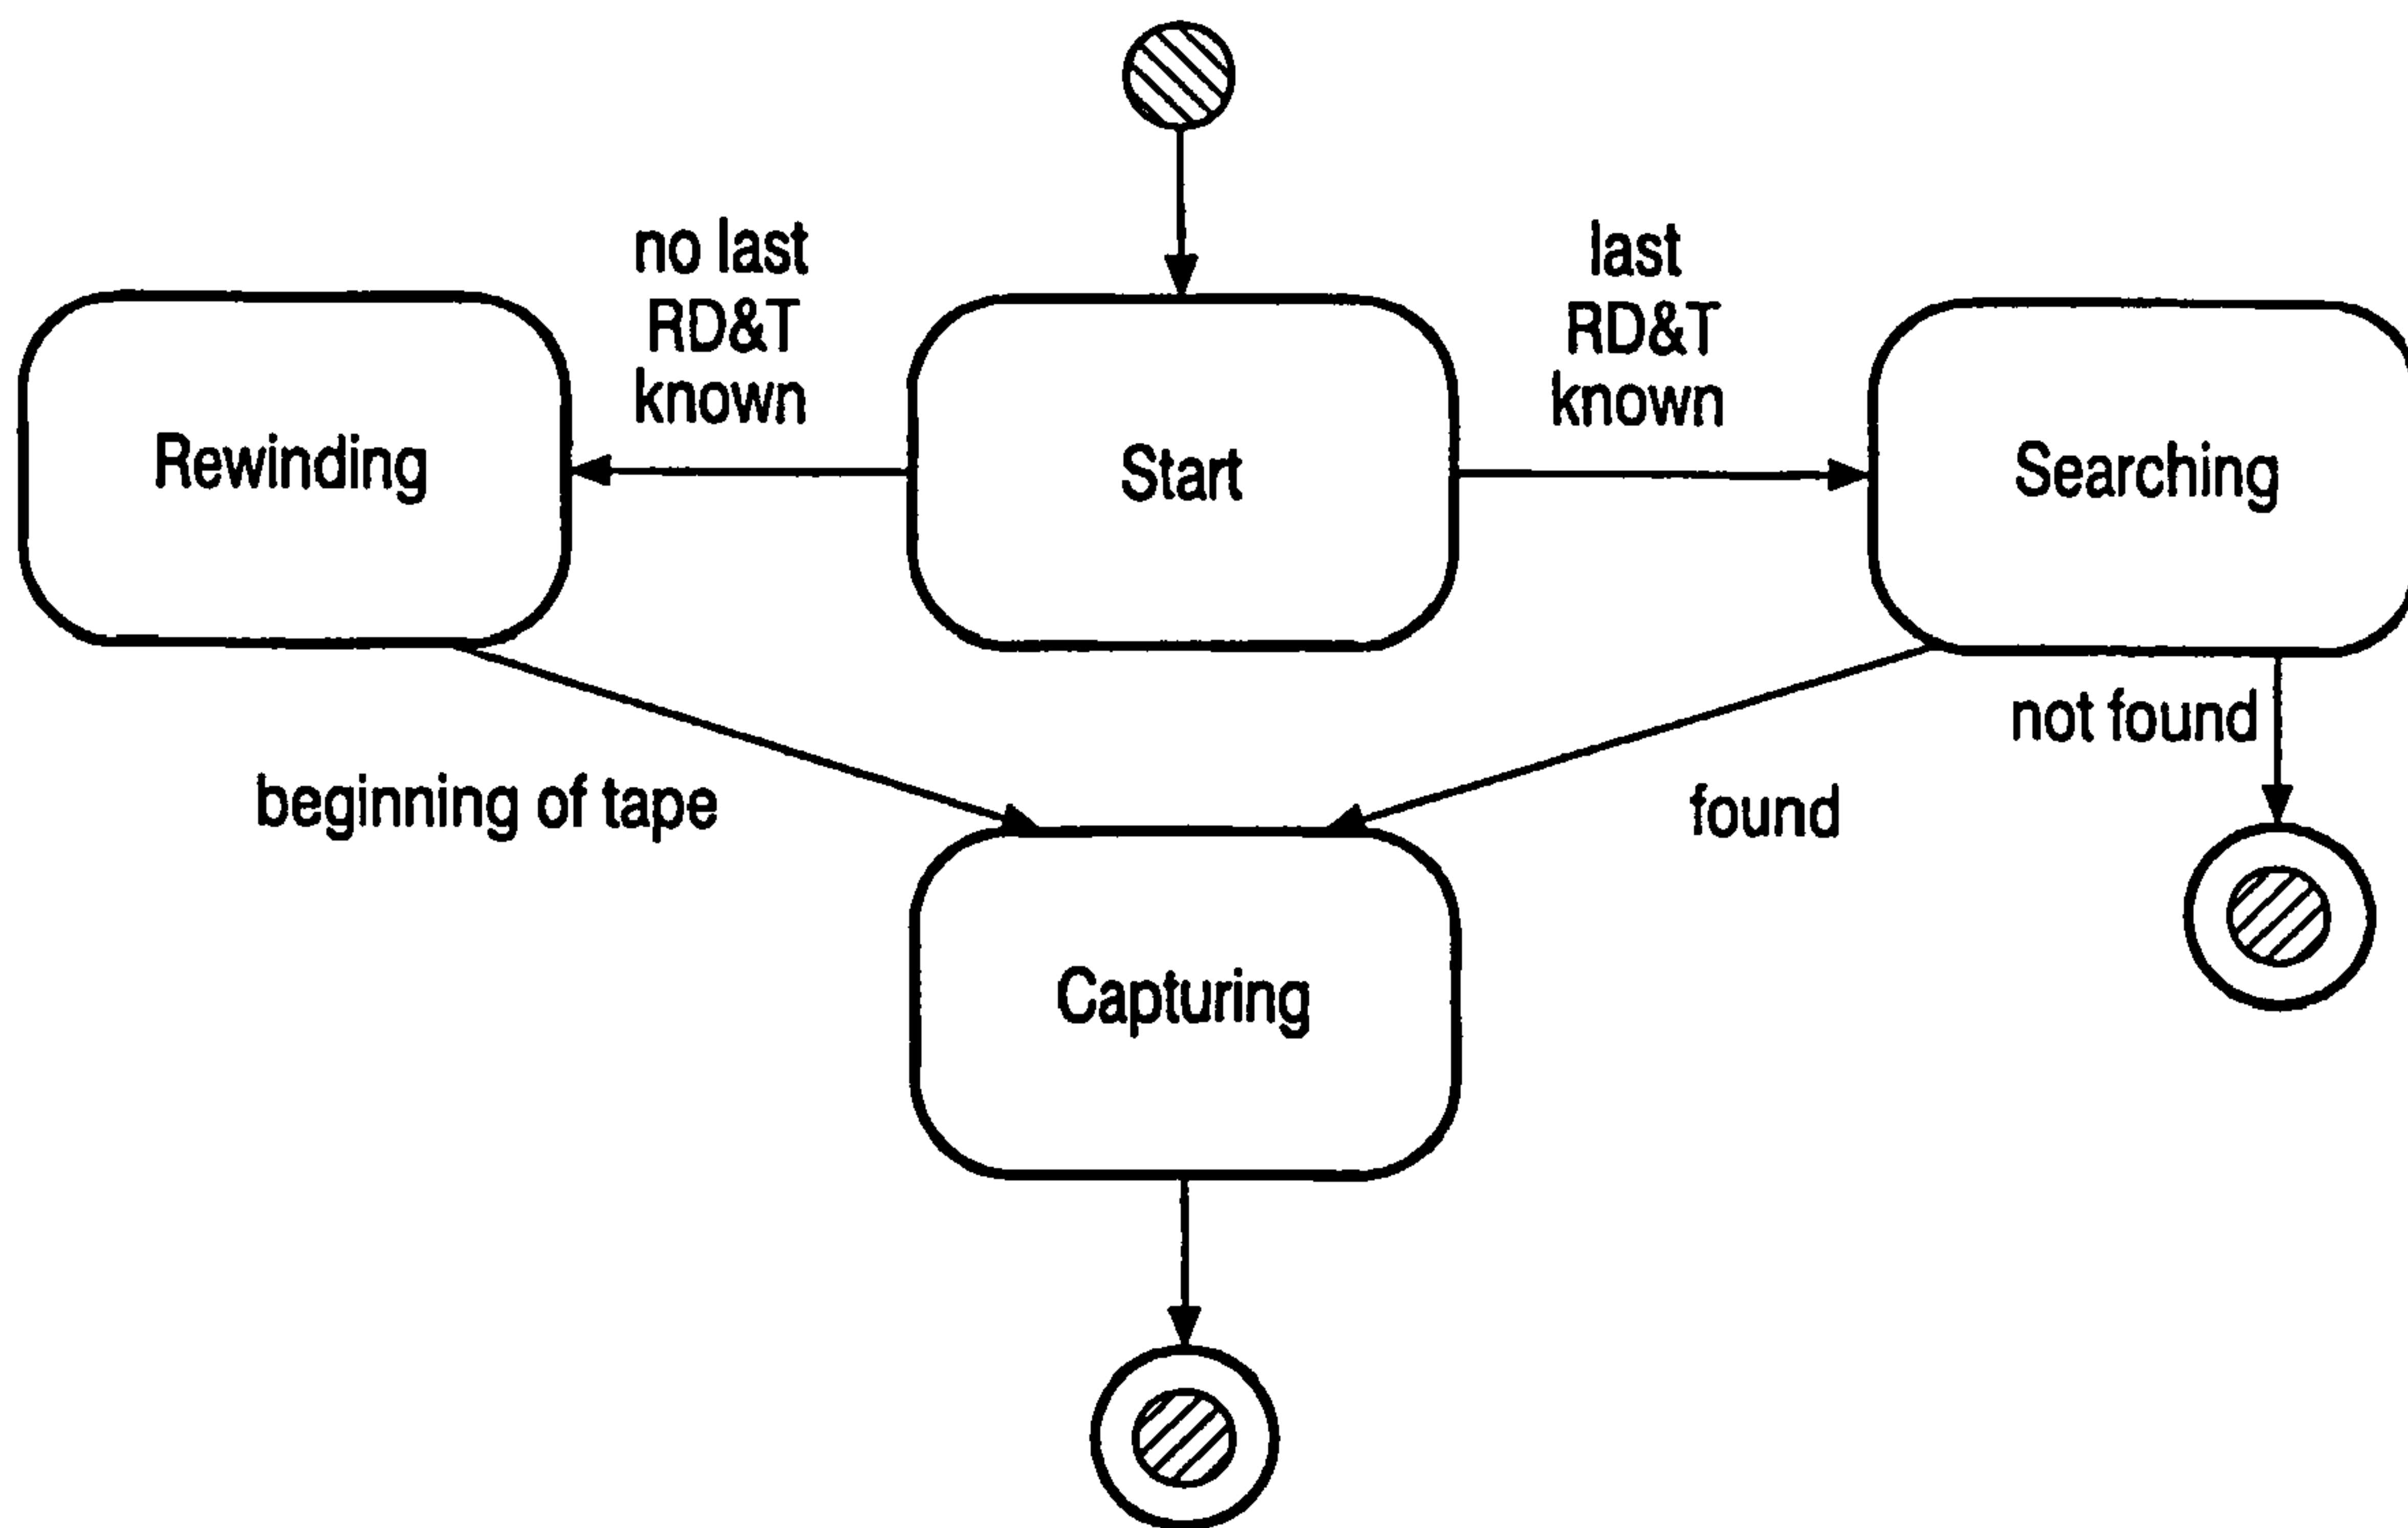 no last
RD&T
known
last
RD&T
known
Rewinding
Start
Searching
not found
beginning of tape
found
Capturing